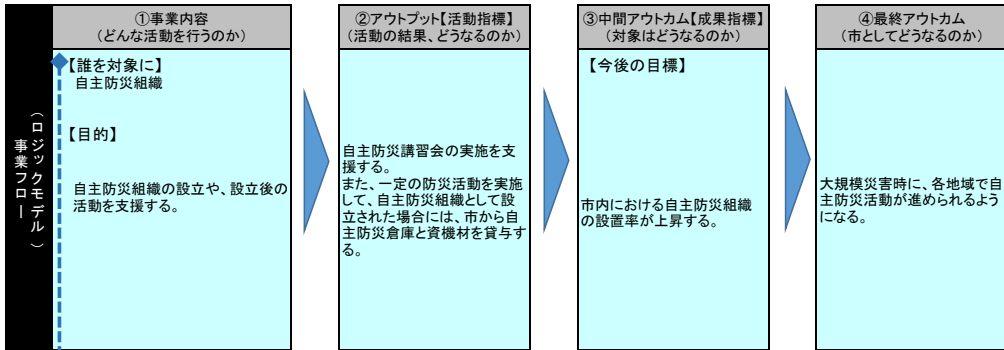 （ロジックモデル）
事業フロー
①事業内容
（どんな活動を行うのか）
【誰を対象に】
自主防災組織
【目的】
自主防災組織の設立や、設立後の
活動を支援する。
②アウトプット【活動指標】
（活動の結果、どうなるのか）
自主防災講習会の実施を支
援する。
また、一定の防災活動を実施
して、自主防災組織として設
立された場合には、市から自
主防災倉庫と資機材を貸与す
る。
③中間アウトカム【成果指標】
（対象はどうなるのか）
【今後の目標】
市内における自主防災組織
の設置率が上昇する。
④最終アウトカム
（市としてどうなるのか）
大規模災害時に、各地域で自
主防災活動が進められるよう
になる。